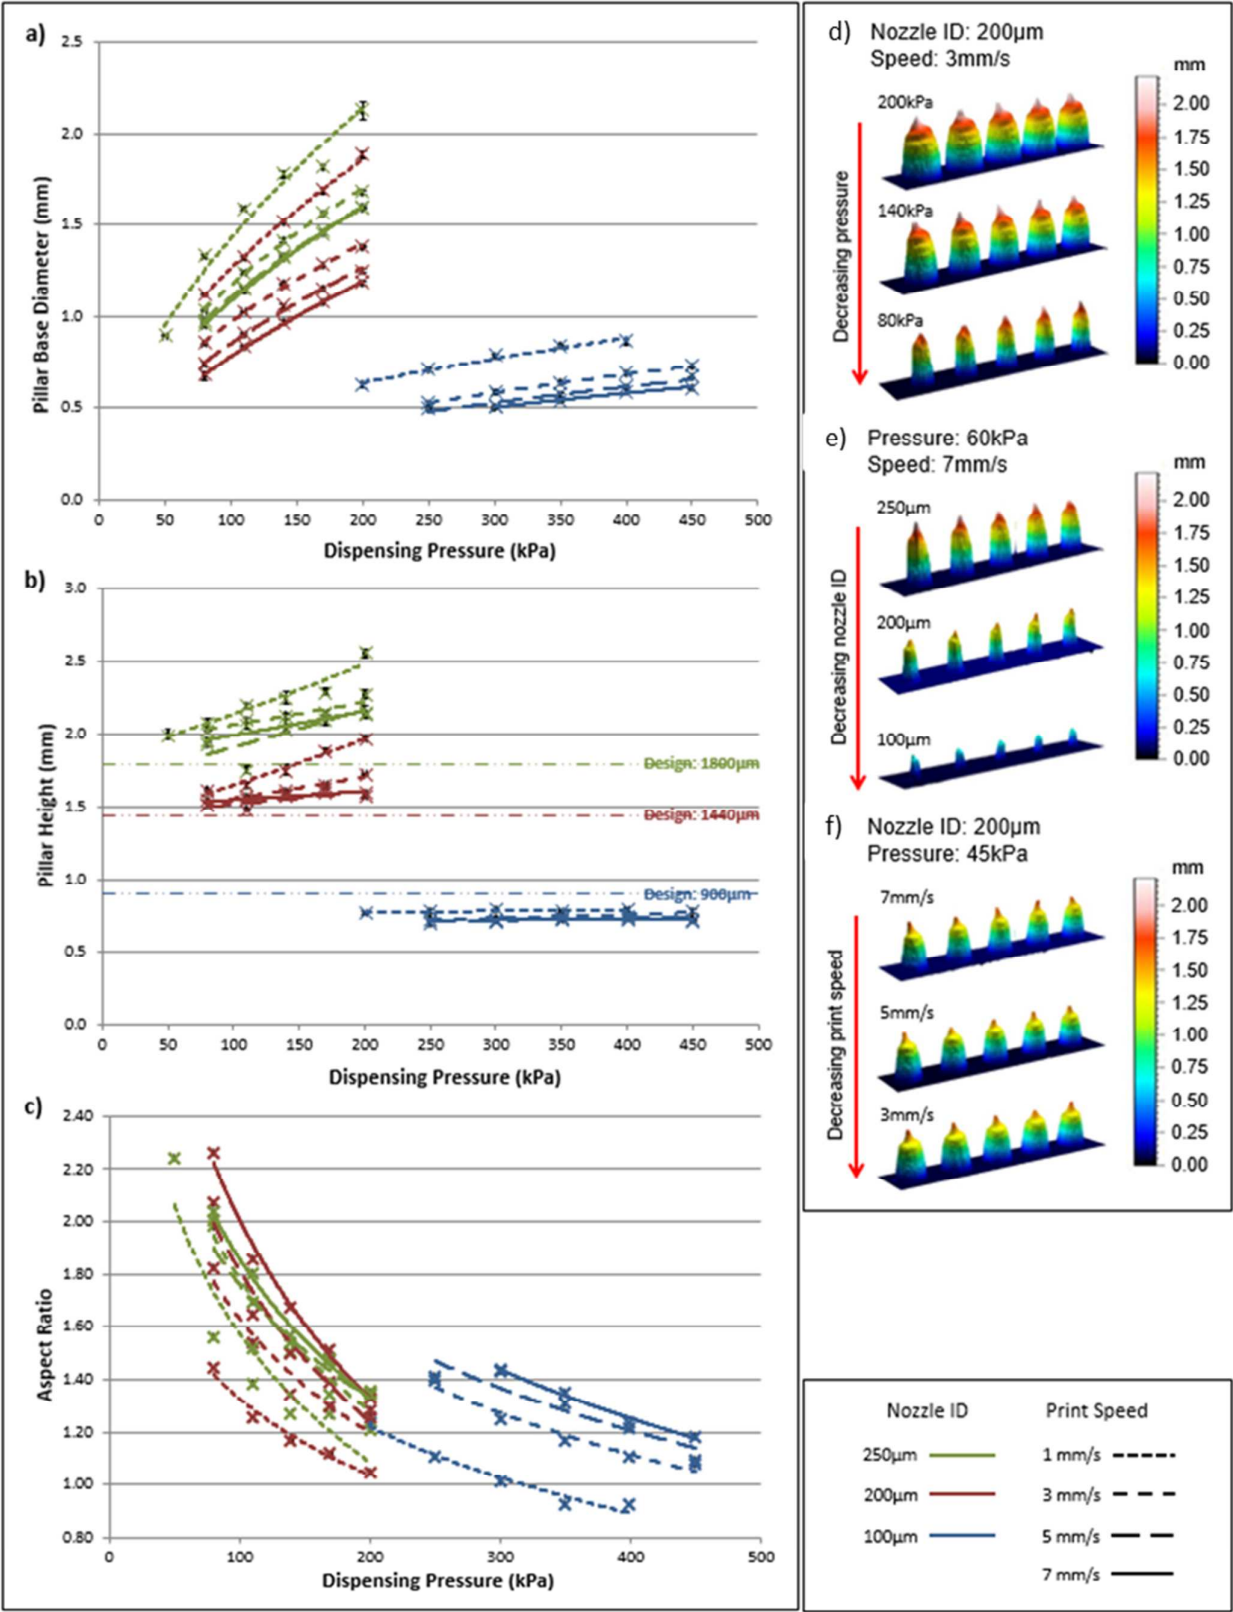 a)
2.5
2.0
1.5
1.0
0.5
0.0
0 50 100 150 200 250 300 350 400 450 500
Pillar Base Diameter (mm)
Dispensing Pressure (kPa)
b)
3.0
2.5
2.0
1.5
1.0
0.5
0.0
Design: 1800µm
Design: 1440µm
Design: 900µm
0 50 100 150 200 250 300 350 400 450 500
Pillar Height (mm)
Dispensing Pressure (kPa)
c)
2.40
2.20
2.00
1.80
1.60
1.40
1.20
1.00
0.80
0 100 200 300 400 500
Aspect Ratio
Dispensing Pressure (kPa)
d) Nozzle ID: 200µm
Speed: 3mm/s
mm
200kPa
140kPa
80kPa
Decreasing pressure
2.00
1.75
1.50
1.25
1.00
0.75
0.50
0.25
0.00
e) Pressure: 60kPa
Speed: 7mm/s
mm
250µm
200µm
100µm
Decreasing nozzle ID
2.00
1.75
1.50
1.25
1.00
0.75
0.50
0.25
0.00
f) Nozzle ID: 200µm
Pressure: 45kPa
mm
7mm/s
5mm/s
3mm/s
Decreasing print speed
2.00
1.75
1.50
1.25
1.00
0.75
0.50
0.25
0.00
Nozzle ID Print Speed
250µm 1 mm/s
200µm 3 mm/s
100µm 5 mm/s
7 mm/s